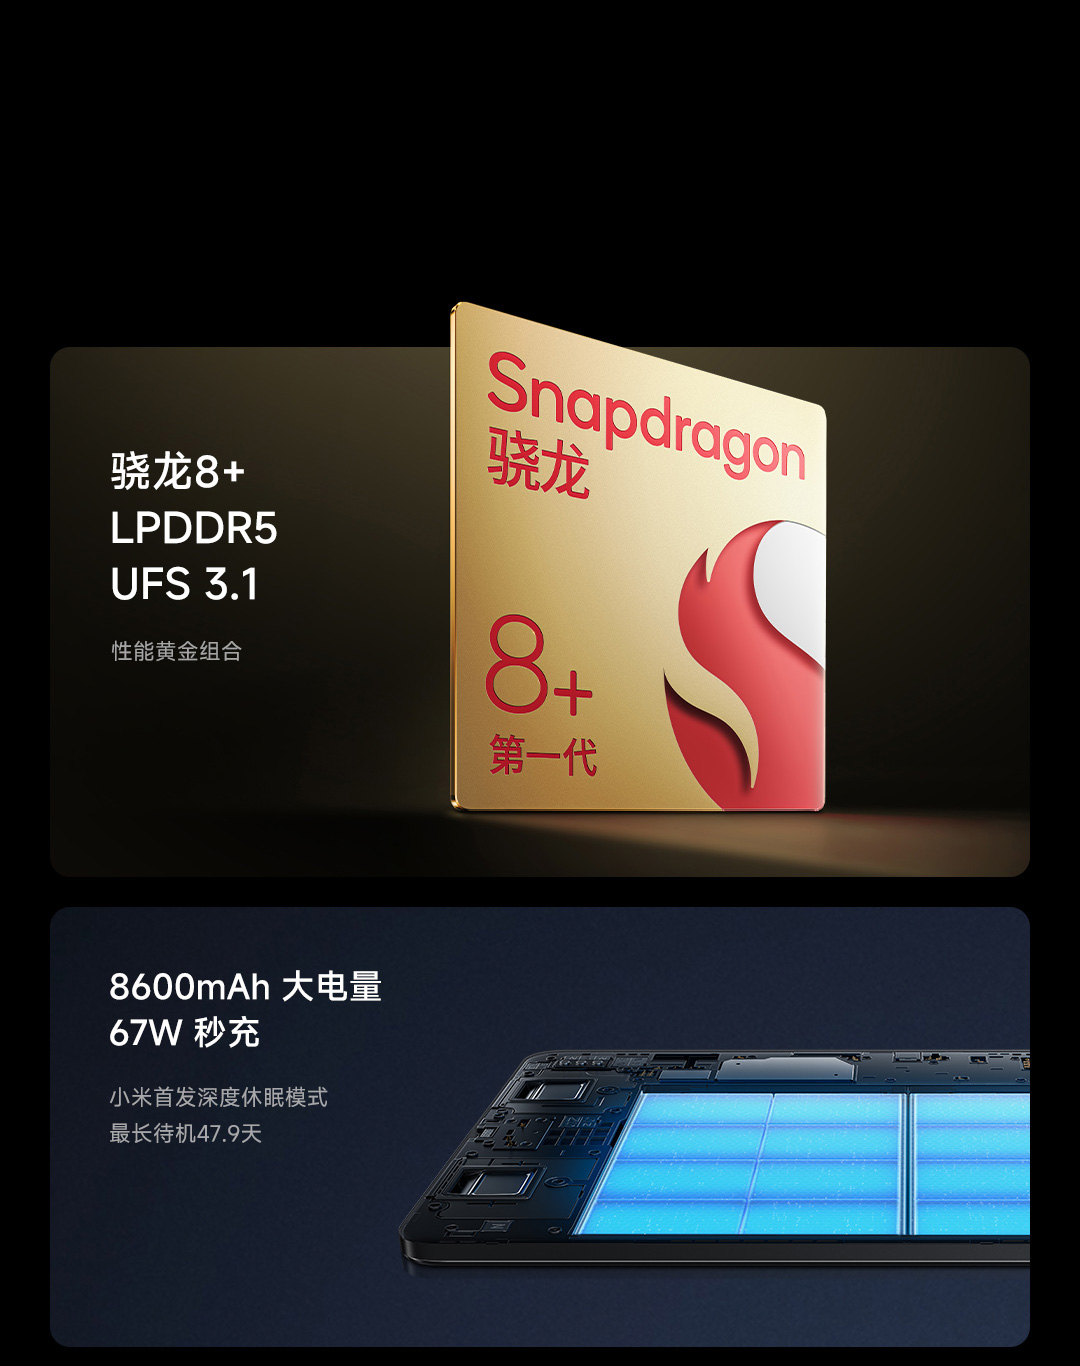 骁龙8+
LPDDR5
UFS 3.1
性能黄金组合
Snapdragon
骁龙
8+
第一代
8600mAh 大电量
67W 秒充
小米首发深度休眠模式
最长待机47.9天